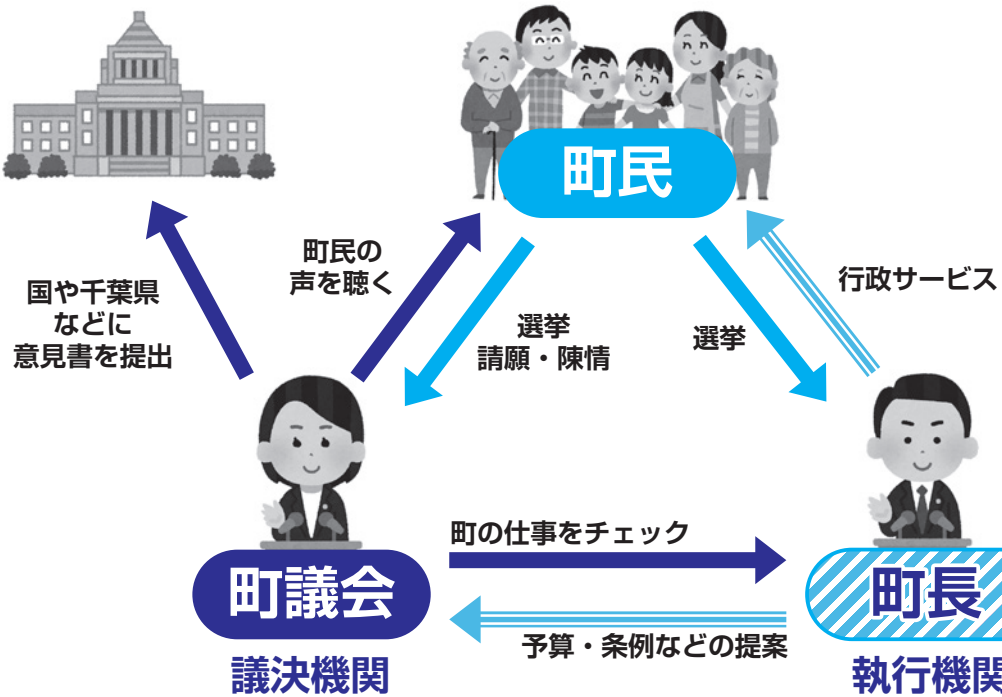 町民
国や千葉県
などに
意見書を提出
町民の
声を聴く
選挙
請願・陳情
選挙
行政サービス
町の仕事をチェック
予算・条例などの提案
町議会
議決機関
町長
執行機関